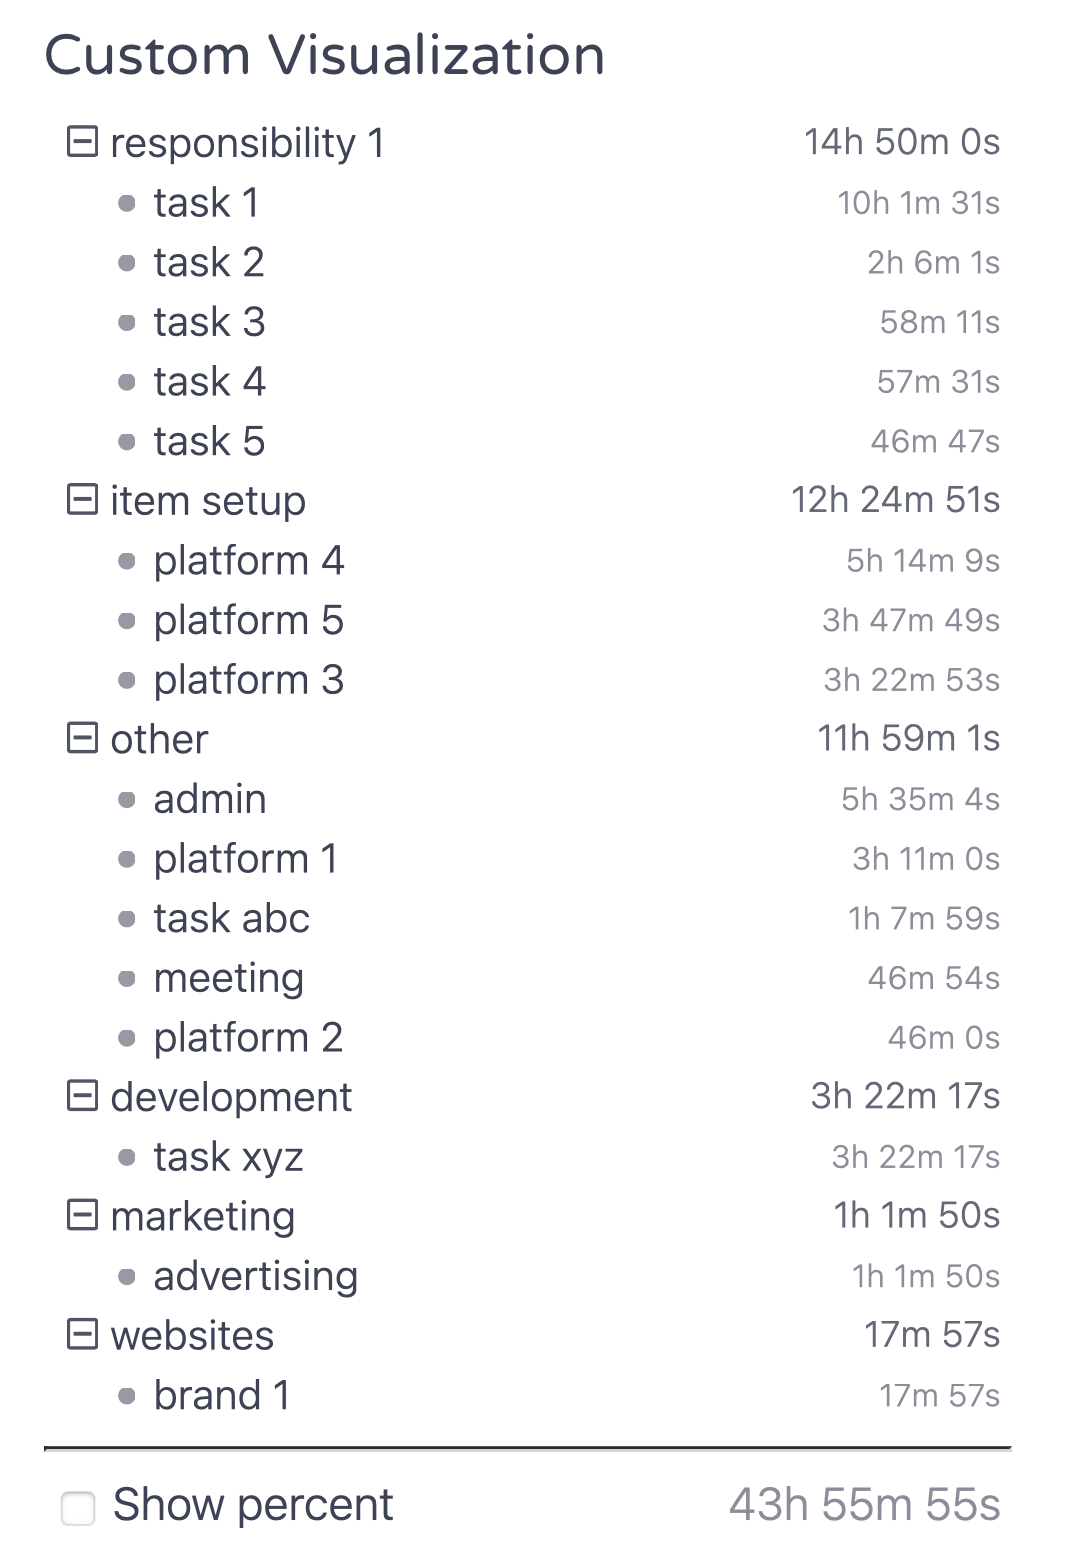 Custom Visualization
responsibility 1 14h 50m 0s
task 1 10h 1m 31s
task 2 2h 6m 1s
task 3 58m 11s
task 4 57m 31s
task 5 46m 47s
item setup 12h 24m 51s
platform 4 5h 14m 9s
platform 5 3h 47m 49s
platform 3 3h 22m 53s
other 11h 59m 1s
admin 5h 35m 4s
platform 1 3h 11m 0s
task abc 1h 7m 59s
meeting 46m 54s
platform 2 46m 0s
development 3h 22m 17s
task xyz 3h 22m 17s
marketing 1h 1m 50s
advertising 1h 1m 50s
websites 17m 57s
brand 1 17m 57s
Show percent 43h 55m 55s